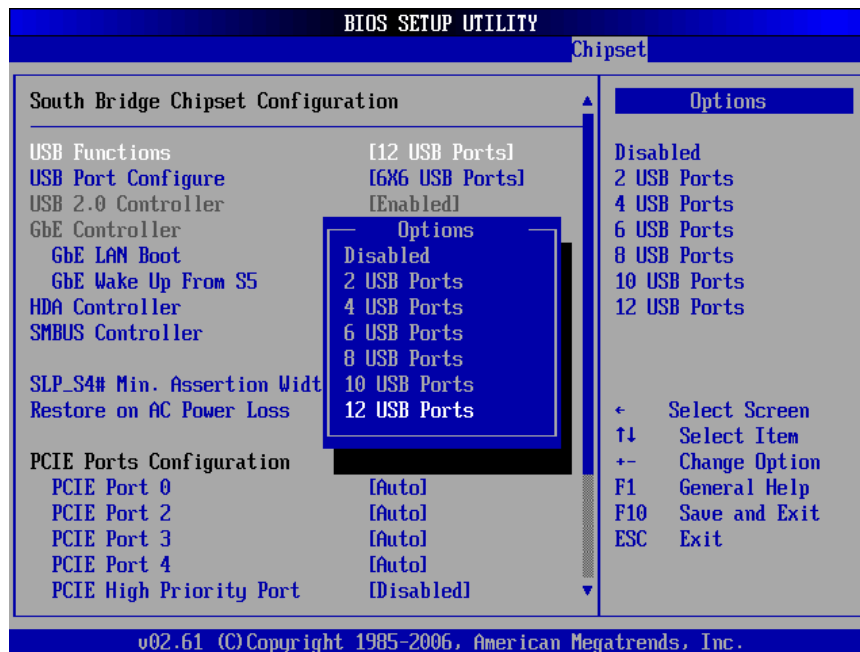 BIOS SETUP UTILITY
Chipset
South Bridge Chipset Configuration
USB Functions [12 USB Ports]
USB Port Configure [6X6 USB Ports]
USB 2.0 Controller [Enabled]
GbE Controller
GbE LAN Boot
GbE Wake Up From S5
HDA Controller
SMBUS Controller
SLP_S4# Min. Assertion Widt
Restore on AC Power Loss
PCIE Ports Configuration
PCIE Port 0 [Auto]
PCIE Port 2 [Auto]
PCIE Port 3 [Auto]
PCIE Port 4 [Auto]
PCIE High Priority Port [Disabled]
Options
Disabled
2 USB Ports
4 USB Ports
6 USB Ports
8 USB Ports
10 USB Ports
12 USB Ports
Options
Disabled
2 USB Ports
4 USB Ports
6 USB Ports
8 USB Ports
10 USB Ports
12 USB Ports
← Select Screen
↑↓ Select Item
+- Change Option
F1 General Help
F10 Save and Exit
ESC Exit
v02.61 (C)Copyright 1985-2006, American Megatrends, Inc.